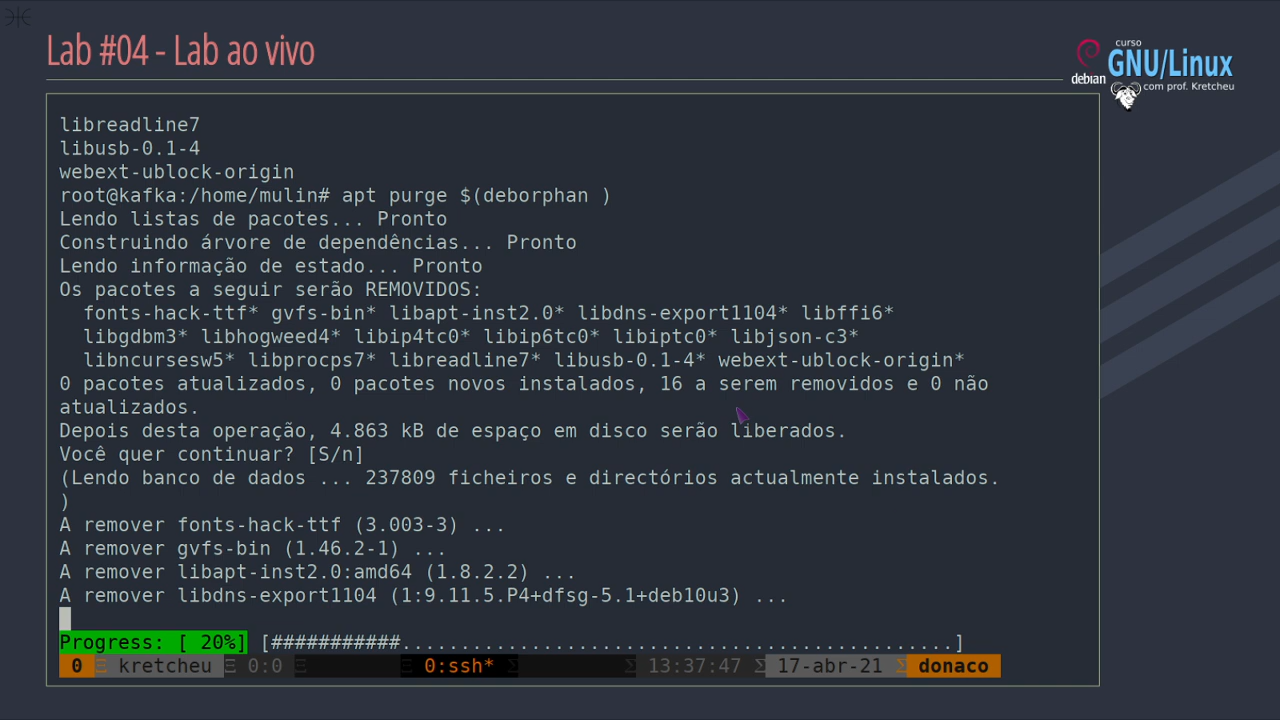 Lab #04 - Lab ao vivo
debian
curso
GNU/Linux
com prof. Kretcheu
libreadline7
libusb-0.1-4
webext-ublock-origin
root@kafka:/home/mulin# apt purge $(deborphan )
Lendo listas de pacotes... Pronto
Construindo árvore de dependências... Pronto
Lendo informação de estado... Pronto
Os pacotes a seguir serão REMOVIDOS:
  fonts-hack-ttf* gvfs-bin* libapt-inst2.0* libdns-export1104* libffi6*
  libgdbm3* libhogweed4* libip4tc0* libip6tc0* libiptc0* libjson-c3*
  libncursesw5* libprocps7* libreadline7* libusb-0.1-4* webext-ublock-origin*
0 pacotes atualizados, 0 pacotes novos instalados, 16 a serem removidos e 0 não
atualizados.
Depois desta operação, 4.863 kB de espaço em disco serão liberados.
Você quer continuar? [S/n]
(Lendo banco de dados ... 237809 ficheiros e directórios actualmente instalados.
)
A remover fonts-hack-ttf (3.003-3) ...
A remover gvfs-bin (1.46.2-1) ...
A remover libapt-inst2.0:amd64 (1.8.2.2) ...
A remover libdns-export1104 (1:9.11.5.P4+dfsg-5.1+deb10u3) ...
Progress: [ 20%] [###########...............................................]
0 Ξ kretcheu Ξ 0:0 Ξ 0:ssh* Σ Σ 13:37:47 Σ 17-abr-21 Σ donaco